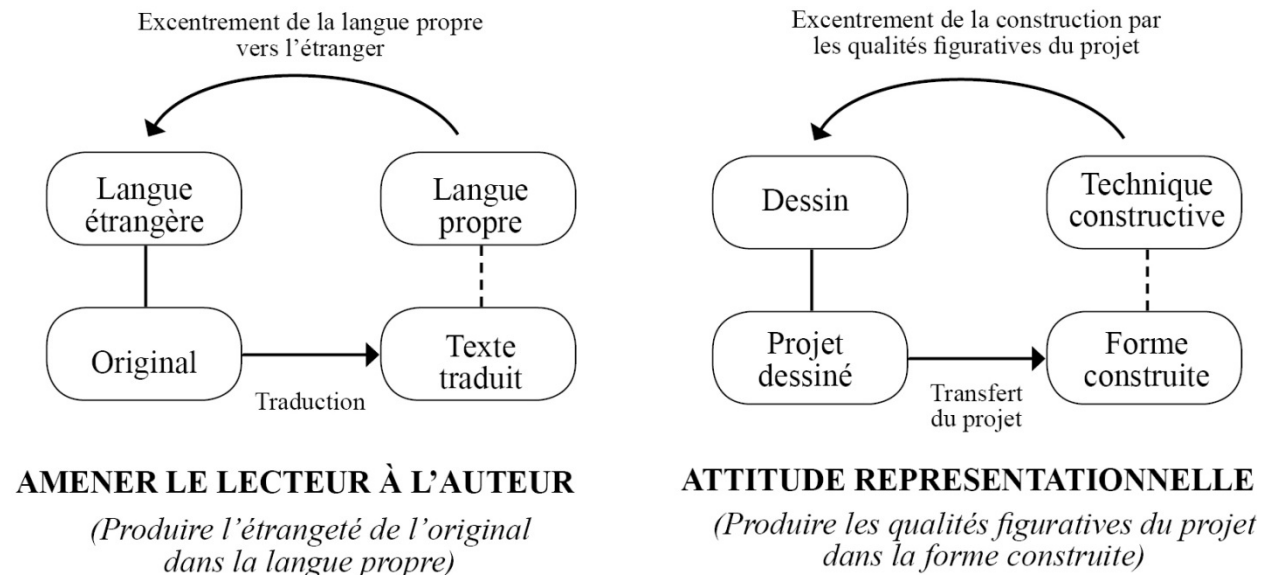 Excentrement de la langue propre
vers l’étranger
Langue
étrangère
Langue
propre
Original
Texte
traduit
Traduction
AMENER LE LECTEUR À L’AUTEUR
(Produire l’étrangeté de l’original
dans la langue propre)
Excentrement de la construction par
les qualités figuratives du projet
Dessin
Technique
constructive
Projet
dessiné
Forme
construite
Transfert
du projet
ATTITUDE REPRESENTATIONNELLE
(Produire les qualités figuratives du projet
dans la forme construite)